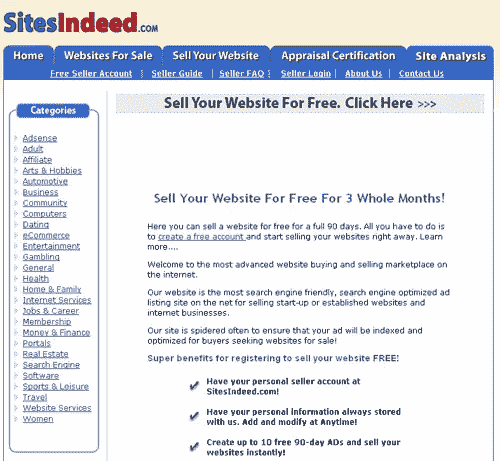 SitesIndeed.com
Home Websites For Sale Sell Your Website Appraisal Certification Site Analysis
Free Seller Account Seller Guide Seller FAQ Seller Login About Us Contact Us
Sell Your Website For Free. Click Here >>>
Categories
Adsense
Adult
Affiliate
Arts & Hobbies
Automotive
Business
Community
Computers
Dating
eCommerce
Entertainment
Gambling
General
Health
Home & Family
Internet Services
Jobs & Career
Membership
Money & Finance
Portals
Real Estate
Search Engine
Software
Sports & Leisure
Travel
Website Services
Women
Sell Your Website For Free For 3 Whole Months!
Here you can sell a website for free for a full 90 days. All you have to do is
to create a free account and start selling your websites right away. Learn
more....
Welcome to the most advanced website buying and selling marketplace on
the internet.
Our website is the most search engine friendly, search engine optimized ad
listing site on the net for selling start-up or established websites and
internet businesses.
Our site is spidered often to ensure that your ad will be indexed and
optimized for buyers seeking websites for sale!
Super benefits for registering to sell your website FREE!
Have your personal seller account at
SitesIndeed.com!
Have your personal information always stored
with us. Add and modify at Anytime!
Create up to 10 free 90-day ADs and sell your
websites instantly!